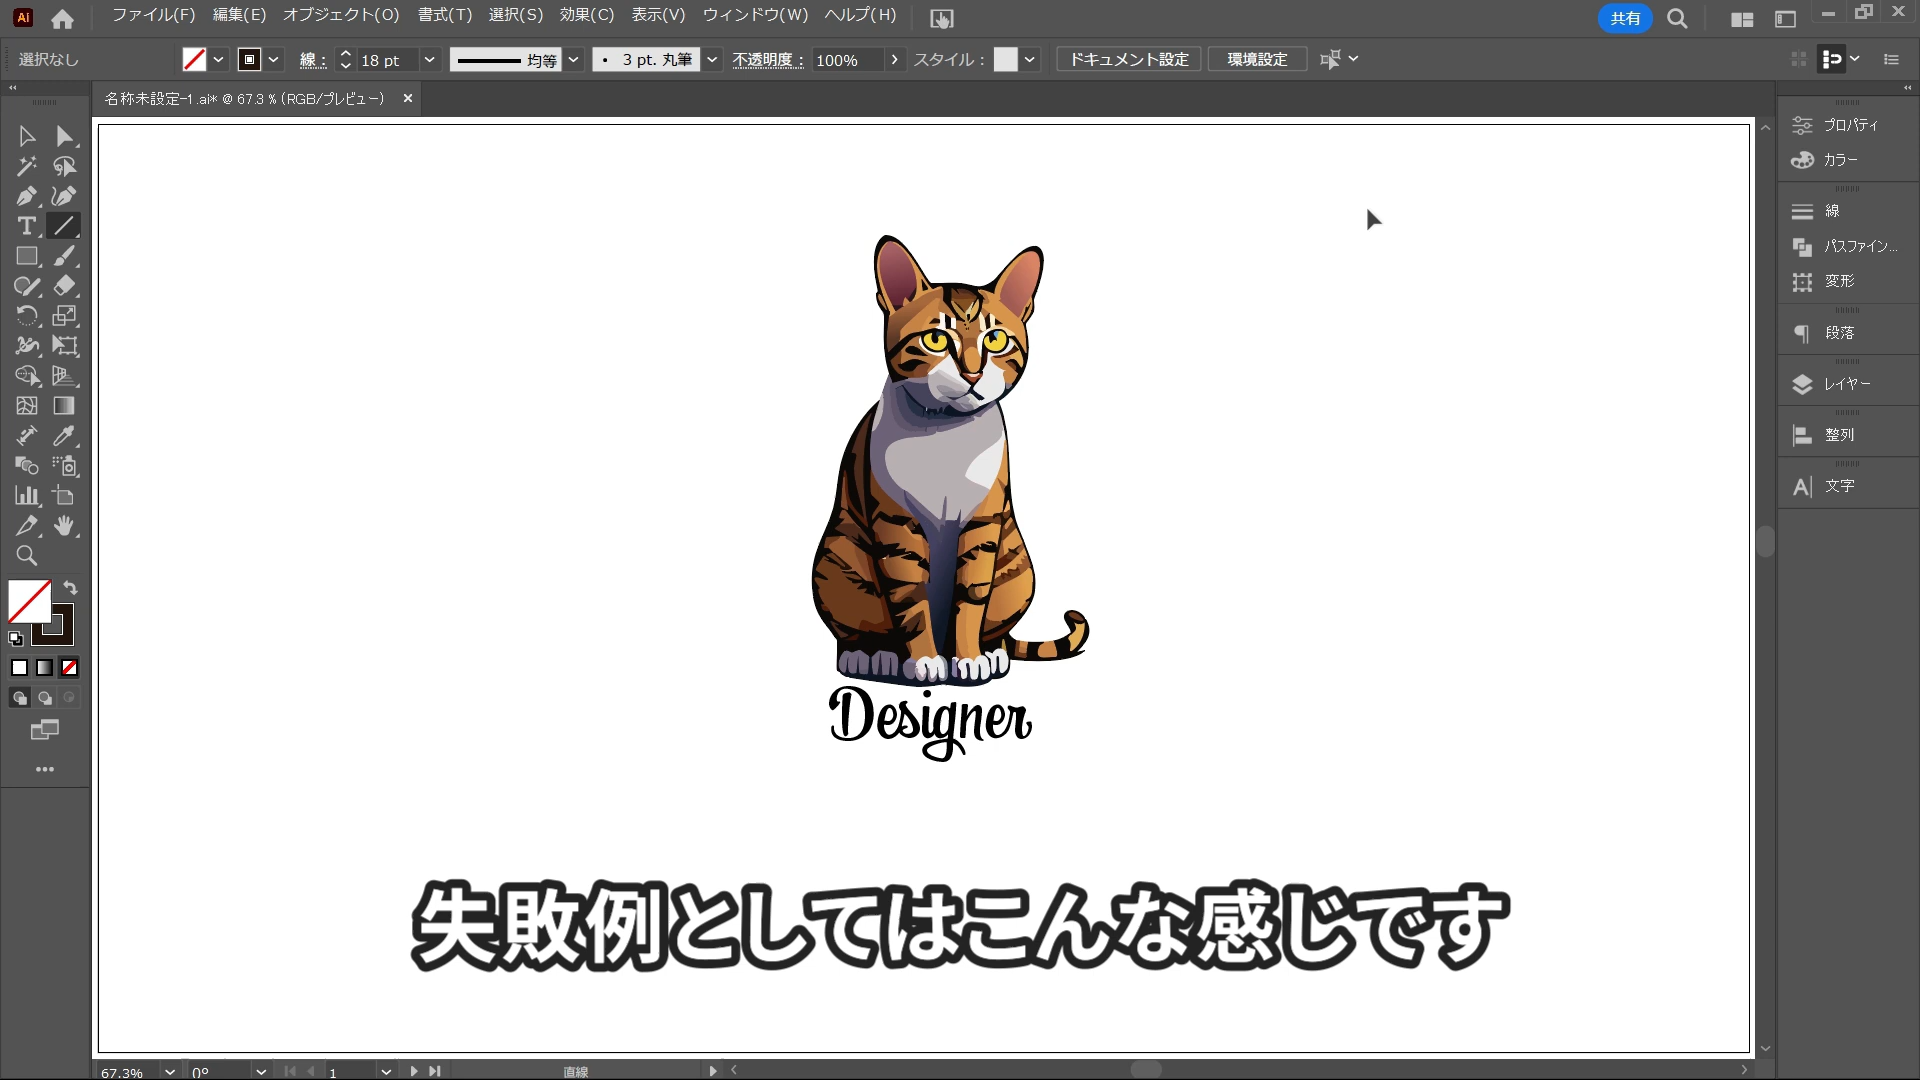 Ai
ファイル(F) 編集(E) オブジェクト(O) 書式(T) 選択(S) 効果(C) 表示(V) ウィンドウ(W) ヘルプ(H)
共有
選択なし
線 : 18 pt
均等
3 pt. 丸筆
不透明度 : 100%
スタイル :
ドキュメント設定
環境設定
名称未設定-1.ai* @ 67.3 % (RGB/プレビュー)
プロパティ
カラー
線
パスファイン...
変形
段落
レイヤー
整列
文字
Designer
失敗例としてはこんな感じです
67.3%
0°
1
直線